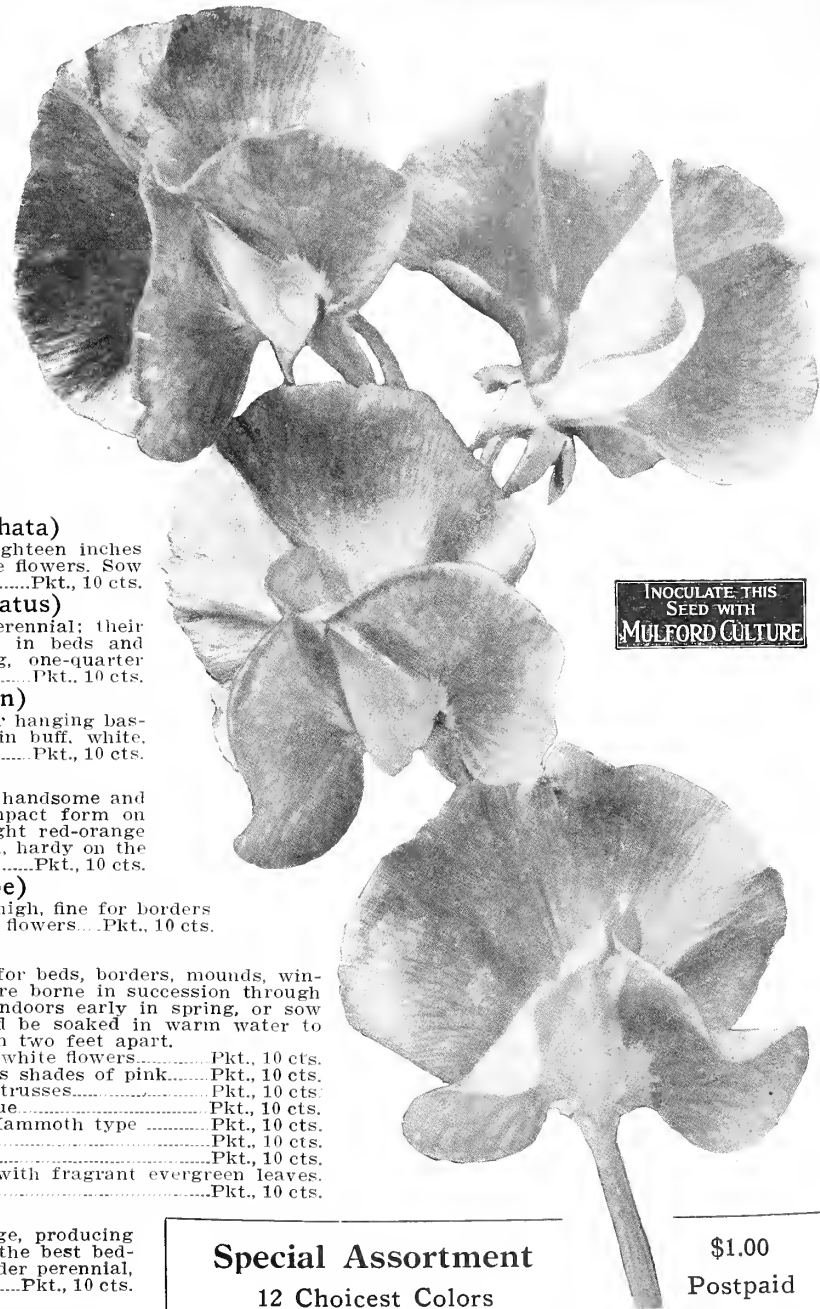 hata)
ghteen inches
e flowers. Sow
......Pkt., 10 cts.
atus)
erennial; their
in beds and
g, one-quarter
......Pkt., 10 cts.
n)
r hanging bas-
in buff, white,
......Pkt., 10 cts.
handsome and
mpact form on
ght red-orange
, hardy on the
......Pkt., 10 cts.
e)
high, fine for borders
flowers....Pkt., 10 cts.
for beds, borders, mounds, win-
re borne in succession through
ndoors early in spring, or sow
d be soaked in warm water to
n two feet apart.
white flowers............Pkt., 10 cts.
s shades of pink.......Pkt., 10 cts.
trusses........................Pkt., 10 cts.
ue................................Pkt., 10 cts.
Mammoth type ..........Pkt., 10 cts.
....................................Pkt., 10 cts.
....................................Pkt., 10 cts.
with fragrant evergreen leaves.
....................................Pkt., 10 cts.
ge, producing
the best bed-
der perennial,
......Pkt., 10 cts.
INOCULATE THIS
SEED WITH
MULFORD CULTURE
Special Assortment
12 Choicest Colors
$1.00
Postpaid